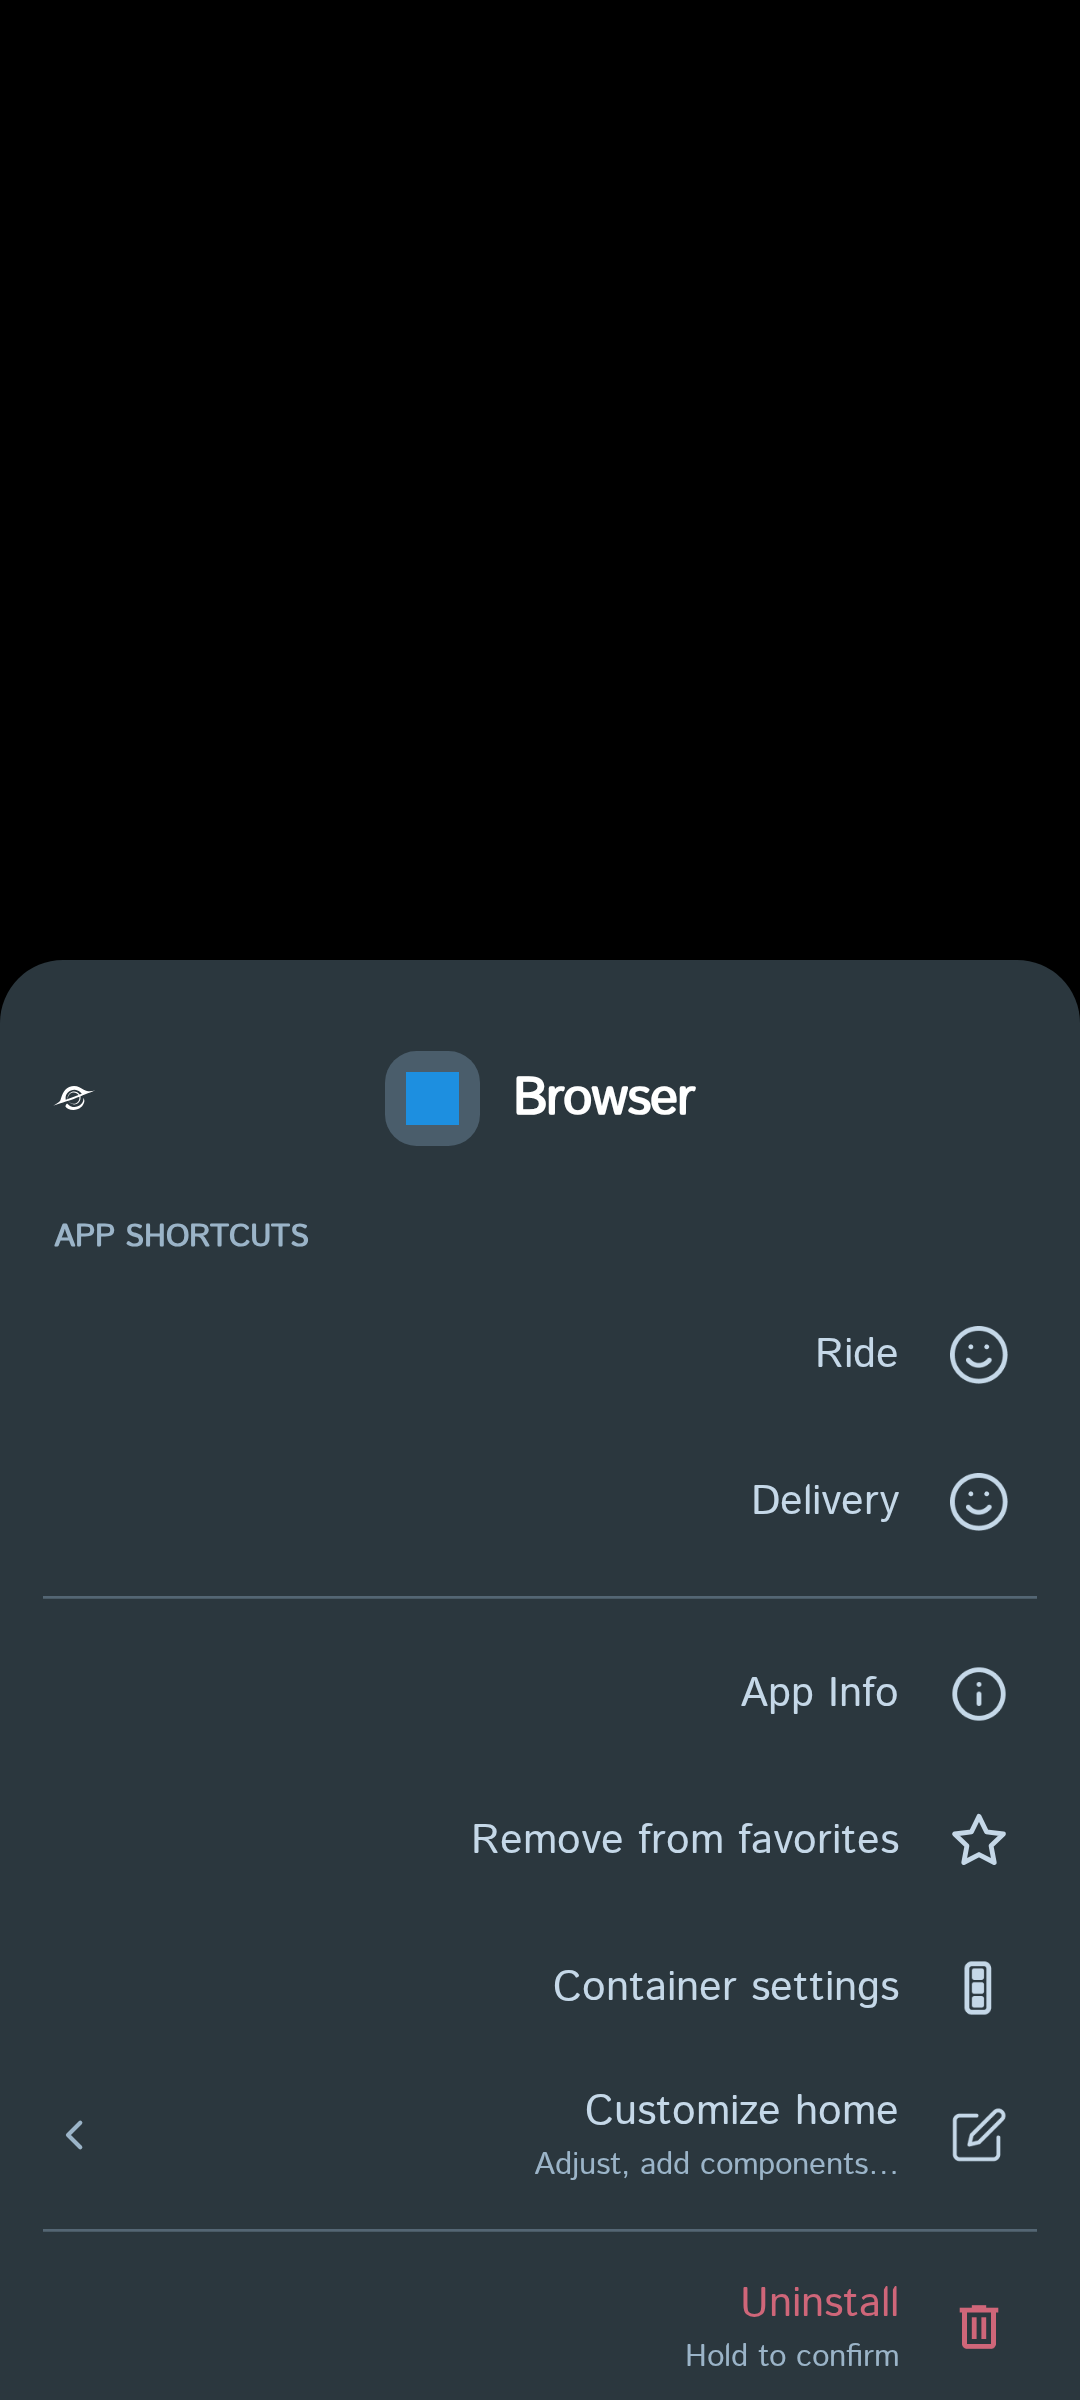 Browser
APP SHORTCUTS
Ride
Delivery
App Info
Remove from favorites
Container settings
Customize home
Adjust, add components...
Uninstall
Hold to confirm